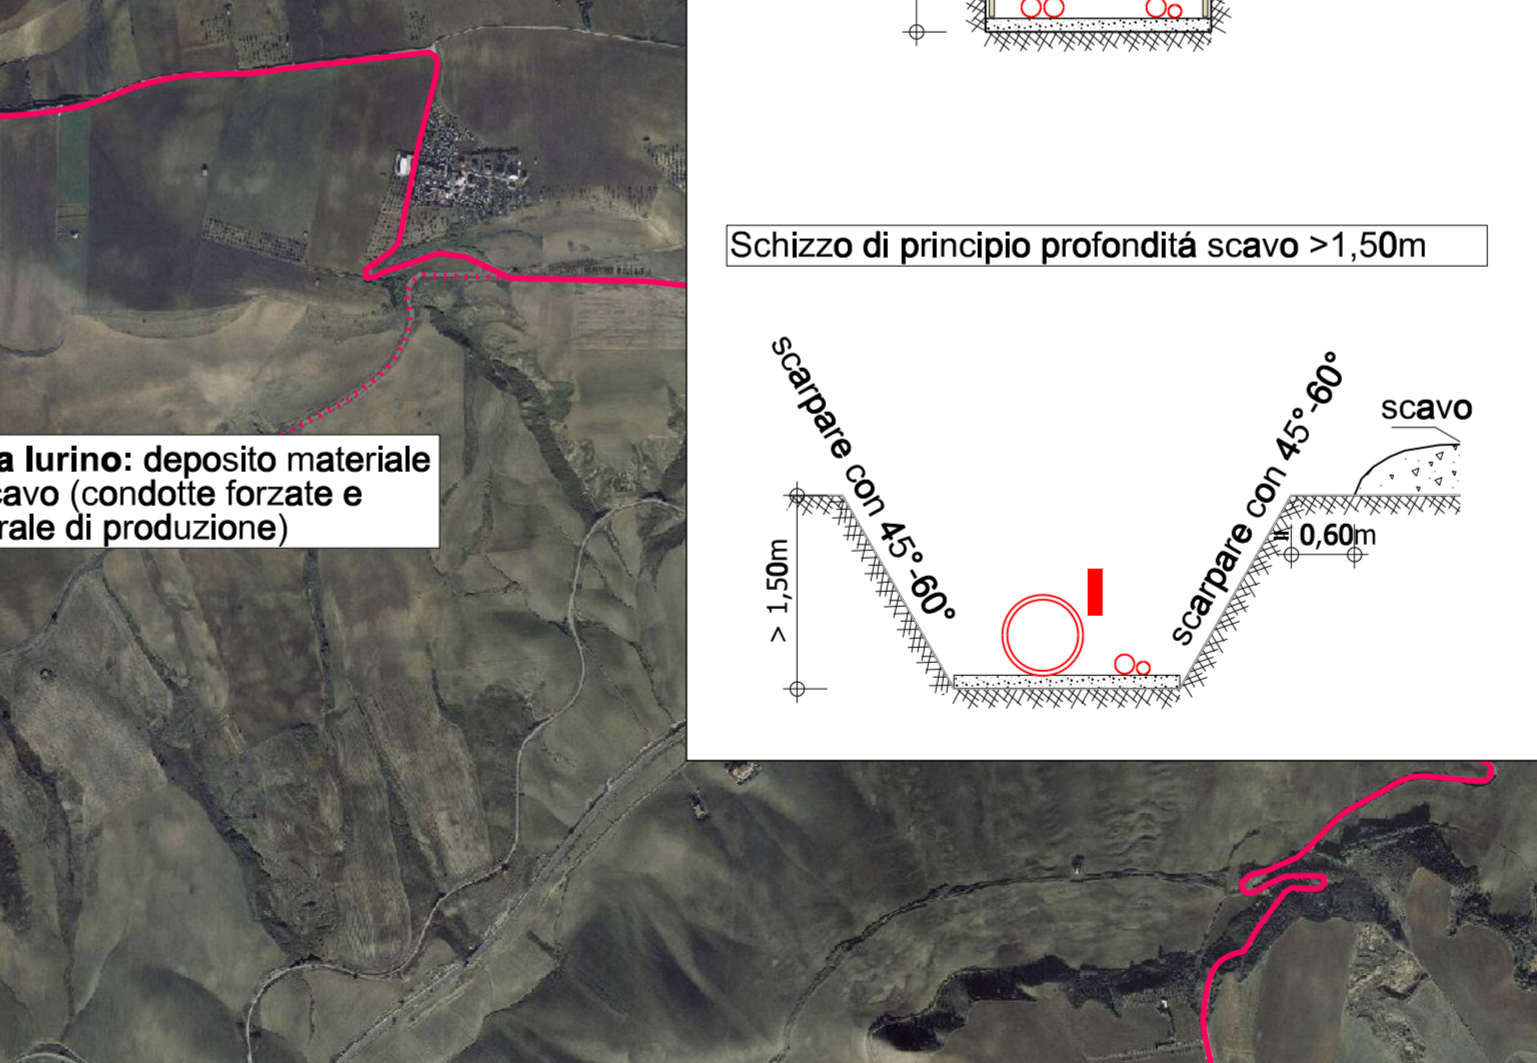 Schizzo di principio profonditá scavo >1,50m
scarpare con 45°-60°
scarpare con 45°-60°
scavo
> 1,50m
= 0,60m
a Iurino: deposito materiale
cavo (condotte forzate e
rale di produzione)